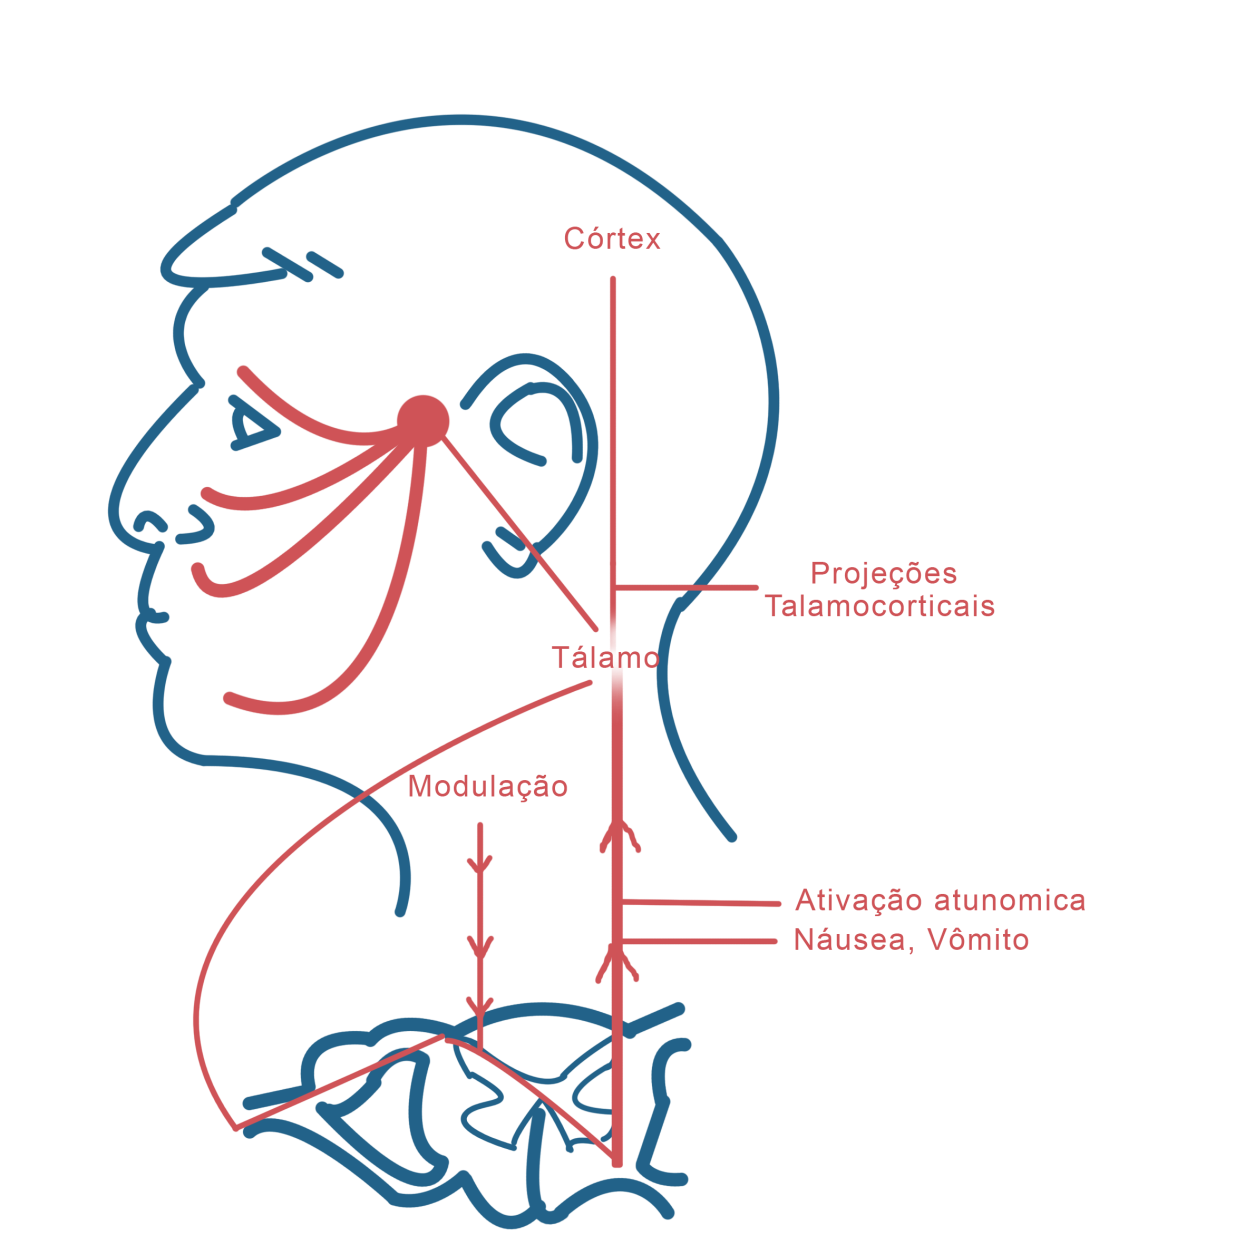 Córtex
Projeções
Talamocorticais
Tálamo
Modulação
Ativação atunomica
Náusea, Vômito